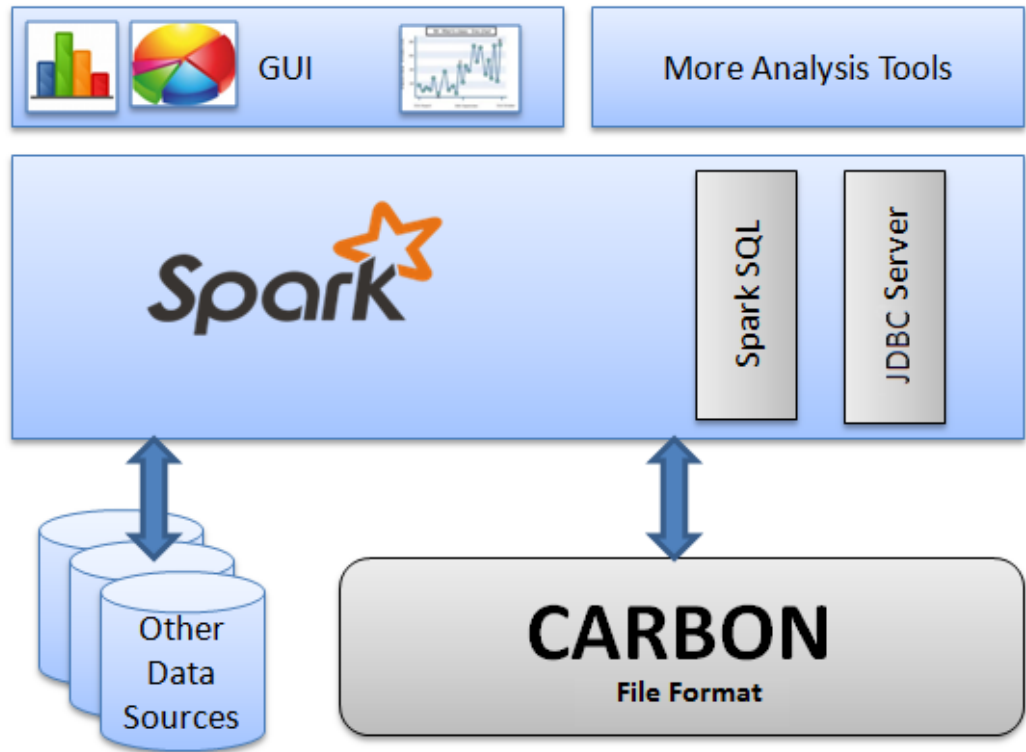 GUI
More Analysis Tools
Spark
Spark SQL
JDBC Server
Other
Data
Sources
CARBON
File Format